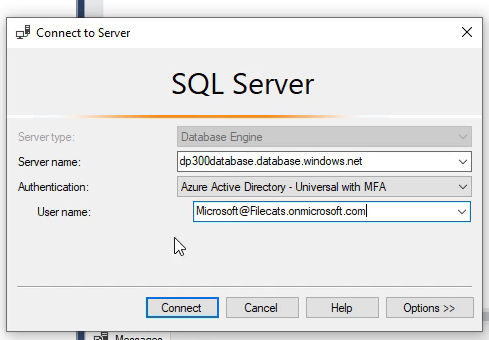 Connect to Server
SQL Server
Server type: Database Engine
Server name: dp300database.database.windows.net
Authentication: Azure Active Directory - Universal with MFA
User name: Microsoft@Filecats.onmicrosoft.com
Connect Cancel Help Options >>
Messages